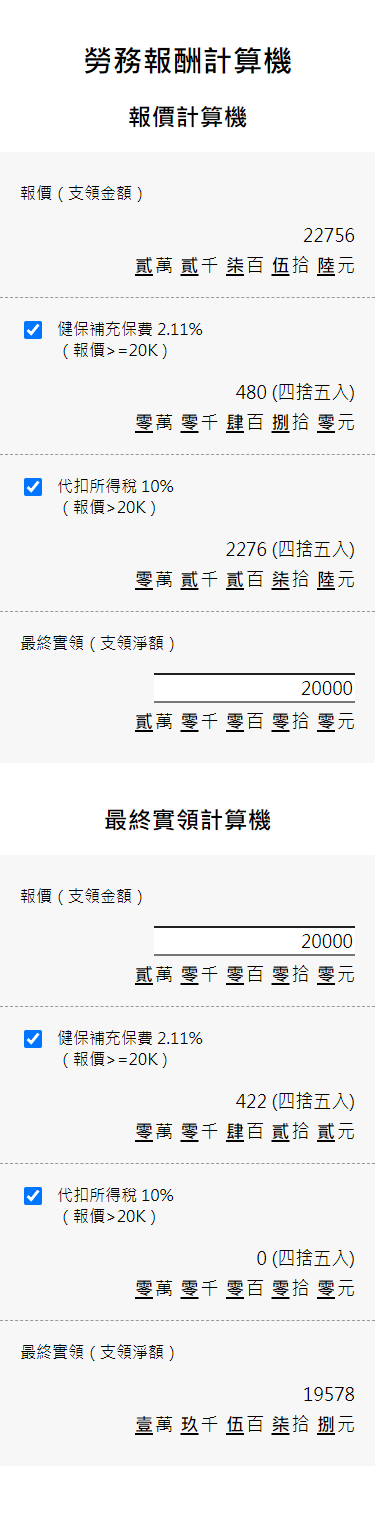 勞務報酬計算機
報價計算機
報價（支領金額）
22756
貳萬 貳千 柒百 伍拾 陸元
健保補充保費 2.11%
（報價>=20K）
480 (四捨五入)
零萬 零千 肆百 捌拾 零元
代扣所得稅 10%
（報價>20K）
2276 (四捨五入)
零萬 貳千 貳百 柒拾 陸元
最終實領（支領淨額）
20000
貳萬 零千 零百 零拾 零元
最終實領計算機
報價（支領金額）
20000
貳萬 零千 零百 零拾 零元
健保補充保費 2.11%
（報價>=20K）
422 (四捨五入)
零萬 零千 肆百 貳拾 貳元
代扣所得稅 10%
（報價>20K）
0 (四捨五入)
零萬 零千 零百 零拾 零元
最終實領（支領淨額）
19578
壹萬 玖千 伍百 柒拾 捌元